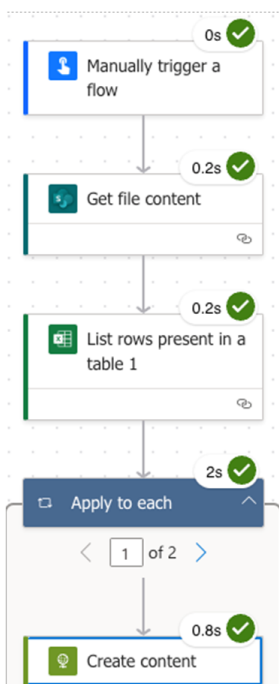 0s
Manually trigger a
flow
0.2s
Get file content
0.2s
List rows present in a
table 1
2s
Apply to each
1 of 2
0.8s
Create content